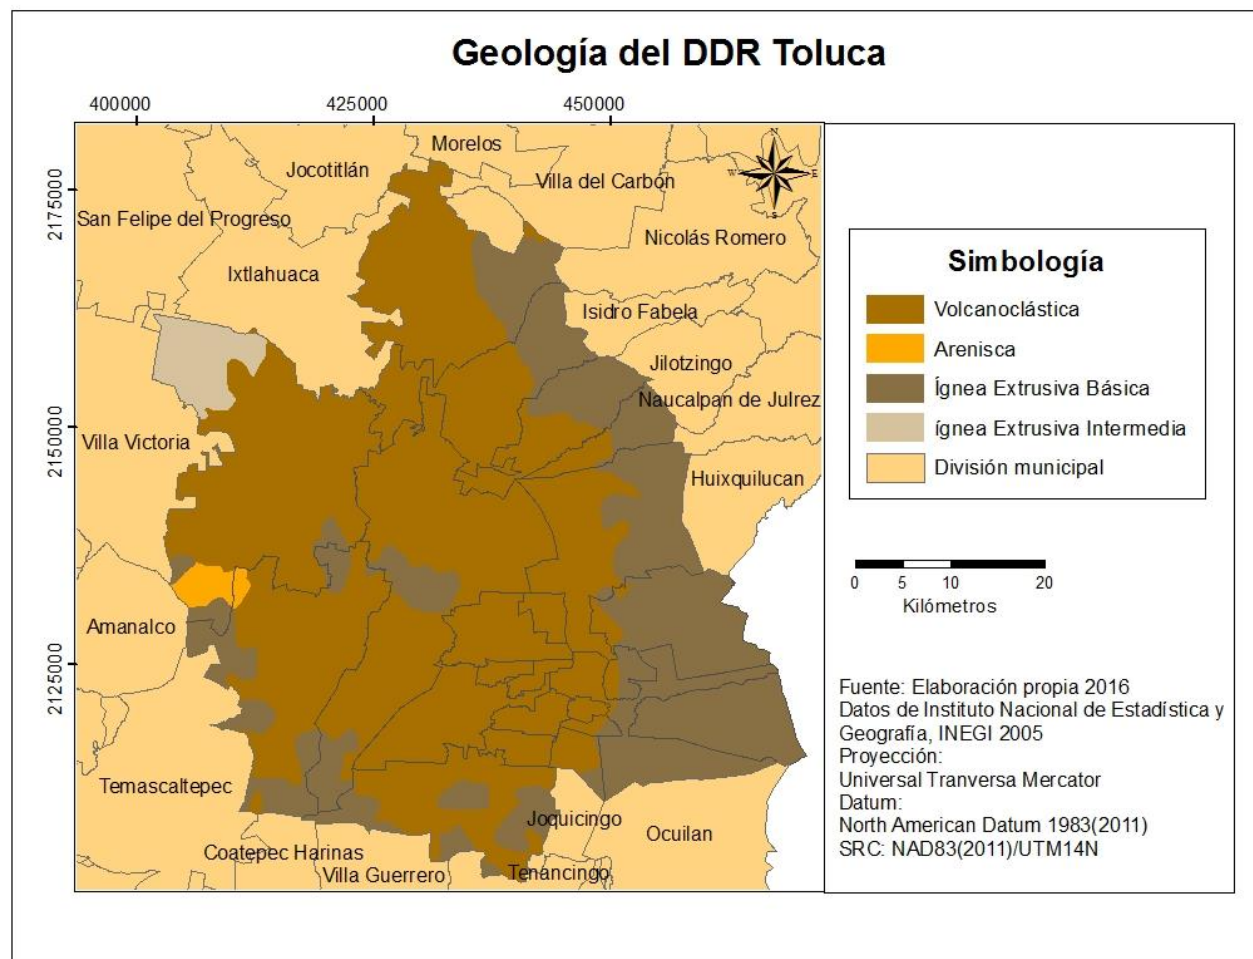 Geología del DDR Toluca
400000
425000
450000
2175000
2150000
2125000
Morelos
Jocotitlán
Villa del Carbón
San Felipe del Progreso
Nicolás Romero
Ixtlahuaca
Isidro Fabela
Jilotzingo
Naucalpan de Julrez
Villa Victoria
Huixquilucan
Amanalco
Temascaltepec
Joquicingo
Ocuilan
Coatepec Harinas
Villa Guerrero
Tenancingo
N
W
E
S
Simbología
Volcanoclástica
Arenisca
Ígnea Extrusiva Básica
ígnea Extrusiva Intermedia
División municipal
0 5 10 20
Kilómetros
Fuente: Elaboración propia 2016
Datos de Instituto Nacional de Estadística y
Geografía, INEGI 2005
Proyección:
Universal Tranversa Mercator
Datum:
North American Datum 1983(2011)
SRC: NAD83(2011)/UTM14N